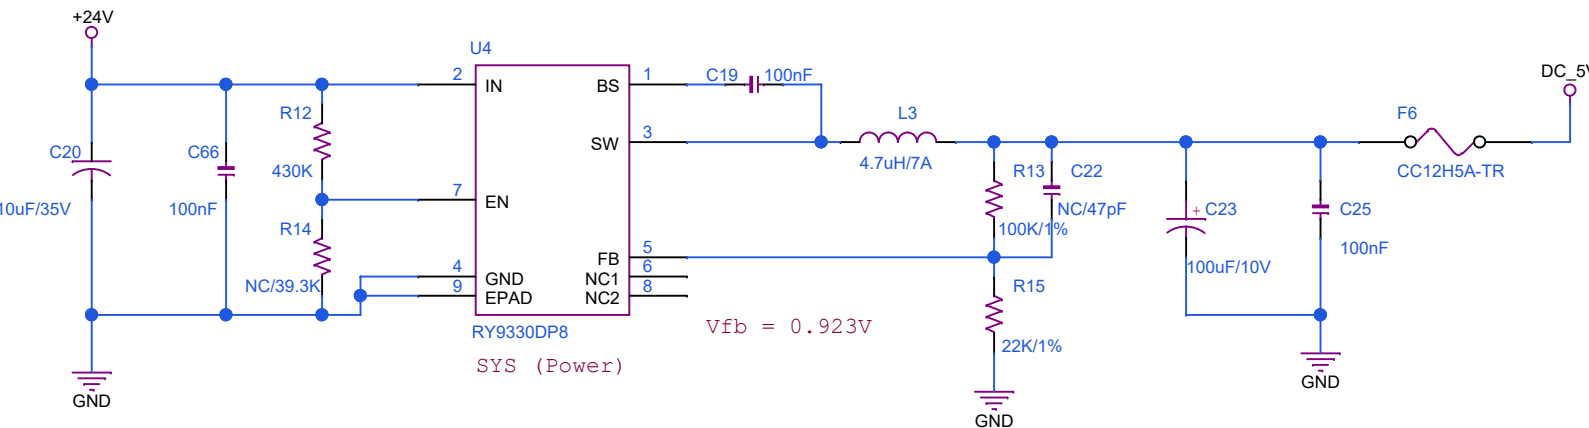 +24V
U4
2
IN
BS
1
C19
100nF
DC_5V
R12
L3
F6
C20
C66
SW
3
4.7uH/7A
R13
C22
CC12H5A-TR
430K
7
EN
10uF/35V
100nF
NC/47pF
+
C23
C25
R14
100K/1%
100nF
FB
5
NC/39.3K
4
GND
NC1
6
100uF/10V
9
EPAD
NC2
8
R15
RY9330DP8
Vfb = 0.923V
22K/1%
SYS (Power)
GND
GND
GND